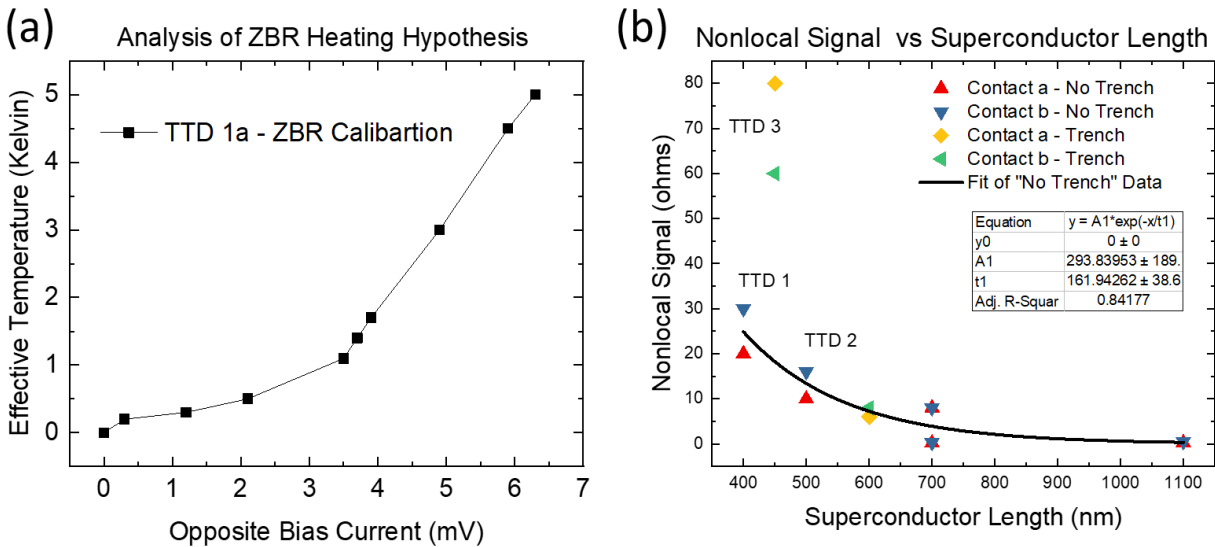 (a)
Analysis of ZBR Heating Hypothesis
TTD 1a - ZBR Calibartion
Effective Temperature (Kelvin)
5
4
3
2
1
0
0 1 2 3 4 5 6 7
Opposite Bias Current (mV)
(b)
Nonlocal Signal vs Superconductor Length
Contact a - No Trench
Contact b - No Trench
Contact a - Trench
Contact b - Trench
Fit of "No Trench" Data
TTD 3
TTD 1
TTD 2
Equation y = A1*exp(-x/t1)
y0 0 ± 0
A1 293.83953 ± 189.
t1 161.94262 ± 38.6
Adj. R-Squar 0.84177
Nonlocal Signal (ohms)
80
70
60
50
40
30
20
10
0
400 500 600 700 800 900 1000 1100
Superconductor Length (nm)